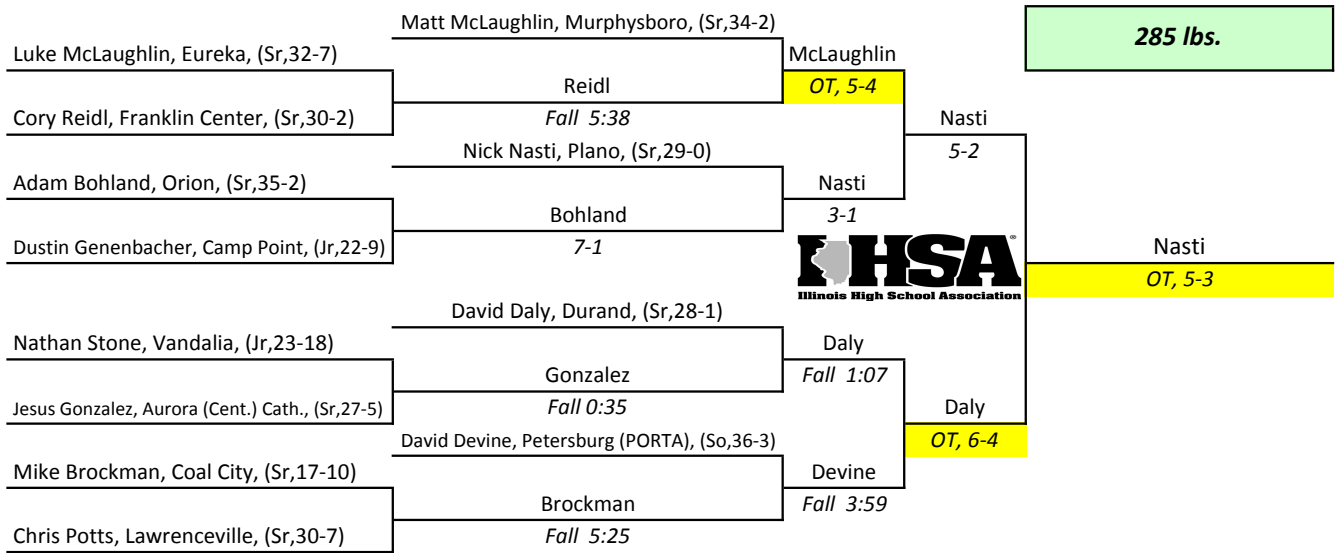 Matt McLaughlin, Murphysboro, (Sr,34-2)
285 lbs.
Luke McLaughlin, Eureka, (Sr,32-7)
McLaughlin
Reidl
OT, 5-4
Cory Reidl, Franklin Center, (Sr,30-2)
Fall 5:38
Nasti
Nick Nasti, Plano, (Sr,29-0)
5-2
Adam Bohland, Orion, (Sr,35-2)
Nasti
Bohland
3-1
Dustin Genenbacher, Camp Point, (Jr,22-9)
7-1
IHSA®
Illinois High School Association
Nasti
OT, 5-3
David Daly, Durand, (Sr,28-1)
Nathan Stone, Vandalia, (Jr,23-18)
Daly
Gonzalez
Fall 1:07
Jesus Gonzalez, Aurora (Cent.) Cath., (Sr,27-5)
Fall 0:35
Daly
David Devine, Petersburg (PORTA), (So,36-3)
OT, 6-4
Mike Brockman, Coal City, (Sr,17-10)
Devine
Brockman
Fall 3:59
Chris Potts, Lawrenceville, (Sr,30-7)
Fall 5:25